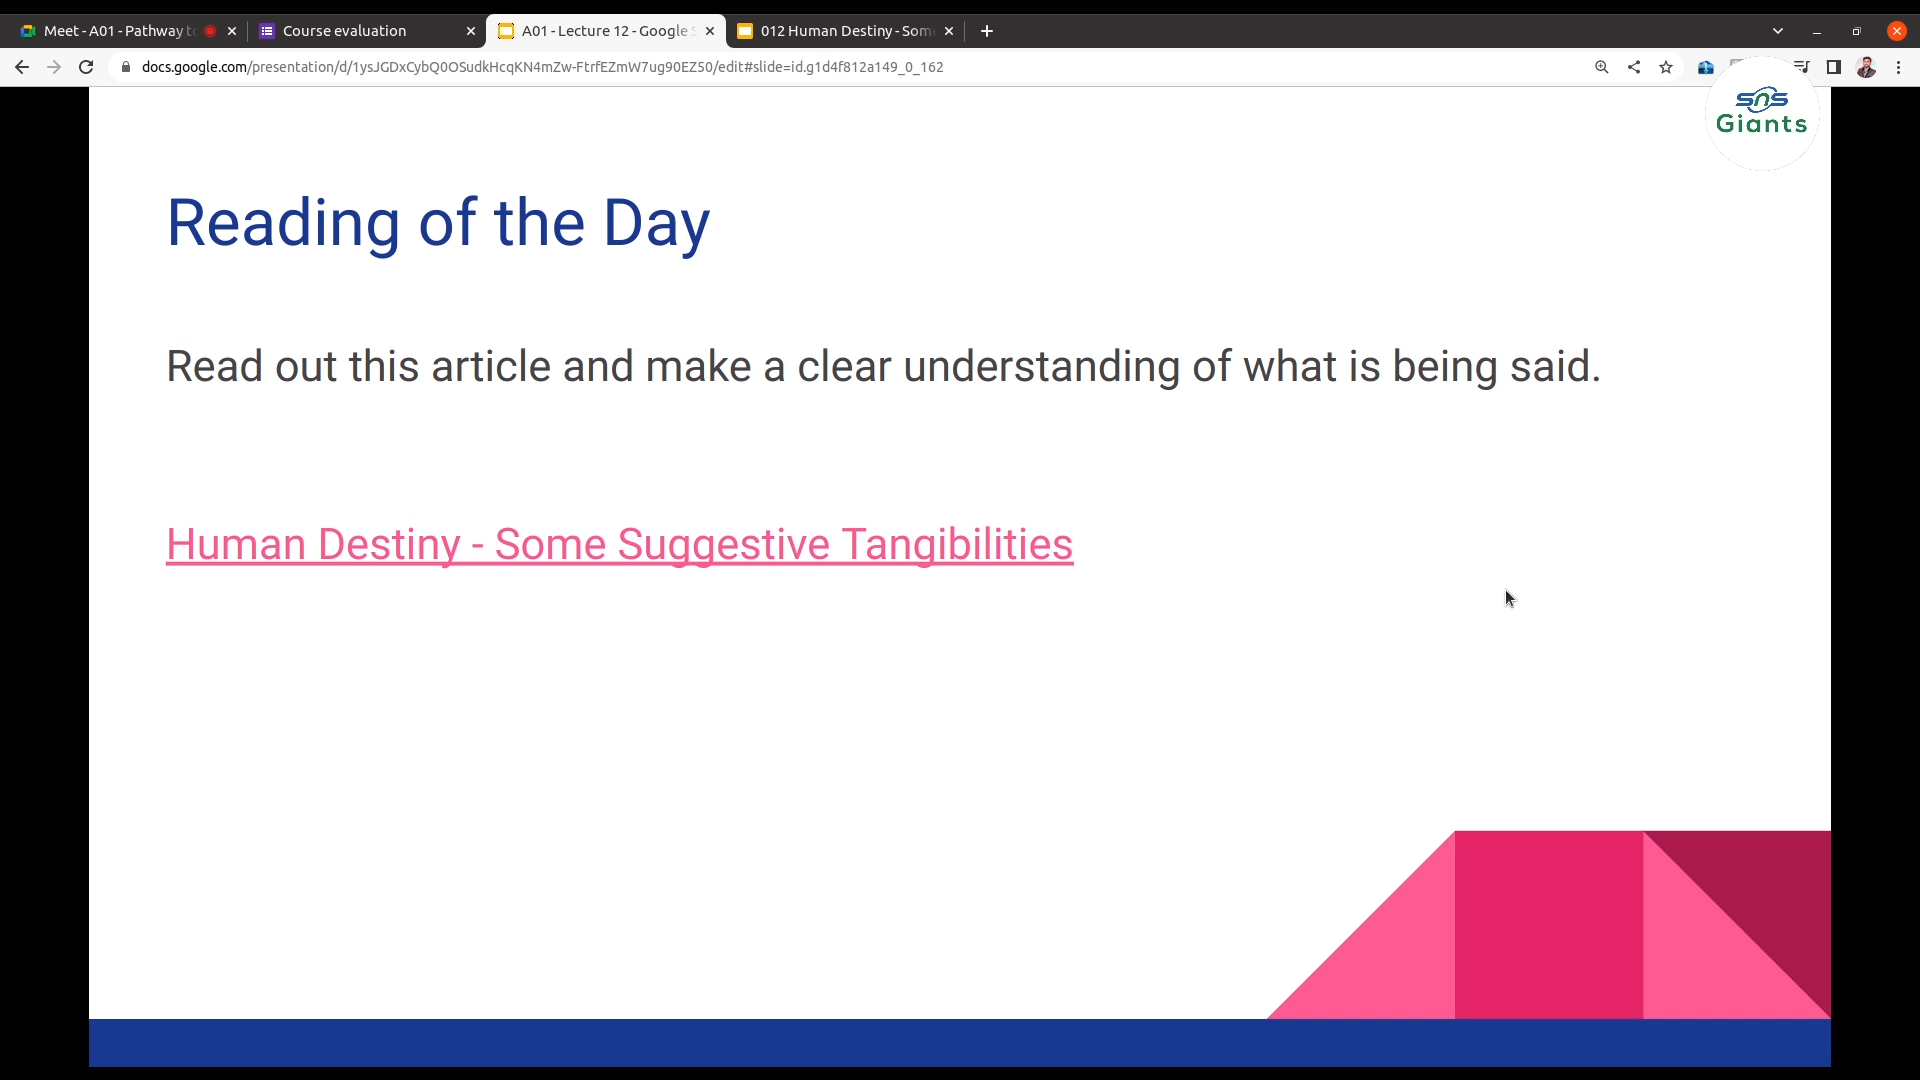 Meet - A01 - Pathway t
Course evaluation
A01 - Lecture 12 - Google S
012 Human Destiny - Som
docs.google.com/presentation/d/1ysJGDxCybQ0OSudkHcqKN4mZw-FtrfEZmW7ug90EZ50/edit#slide=id.g1d4f812a149_0_162
sns
Giants
Reading of the Day
Read out this article and make a clear understanding of what is being said.
Human Destiny - Some Suggestive Tangibilities